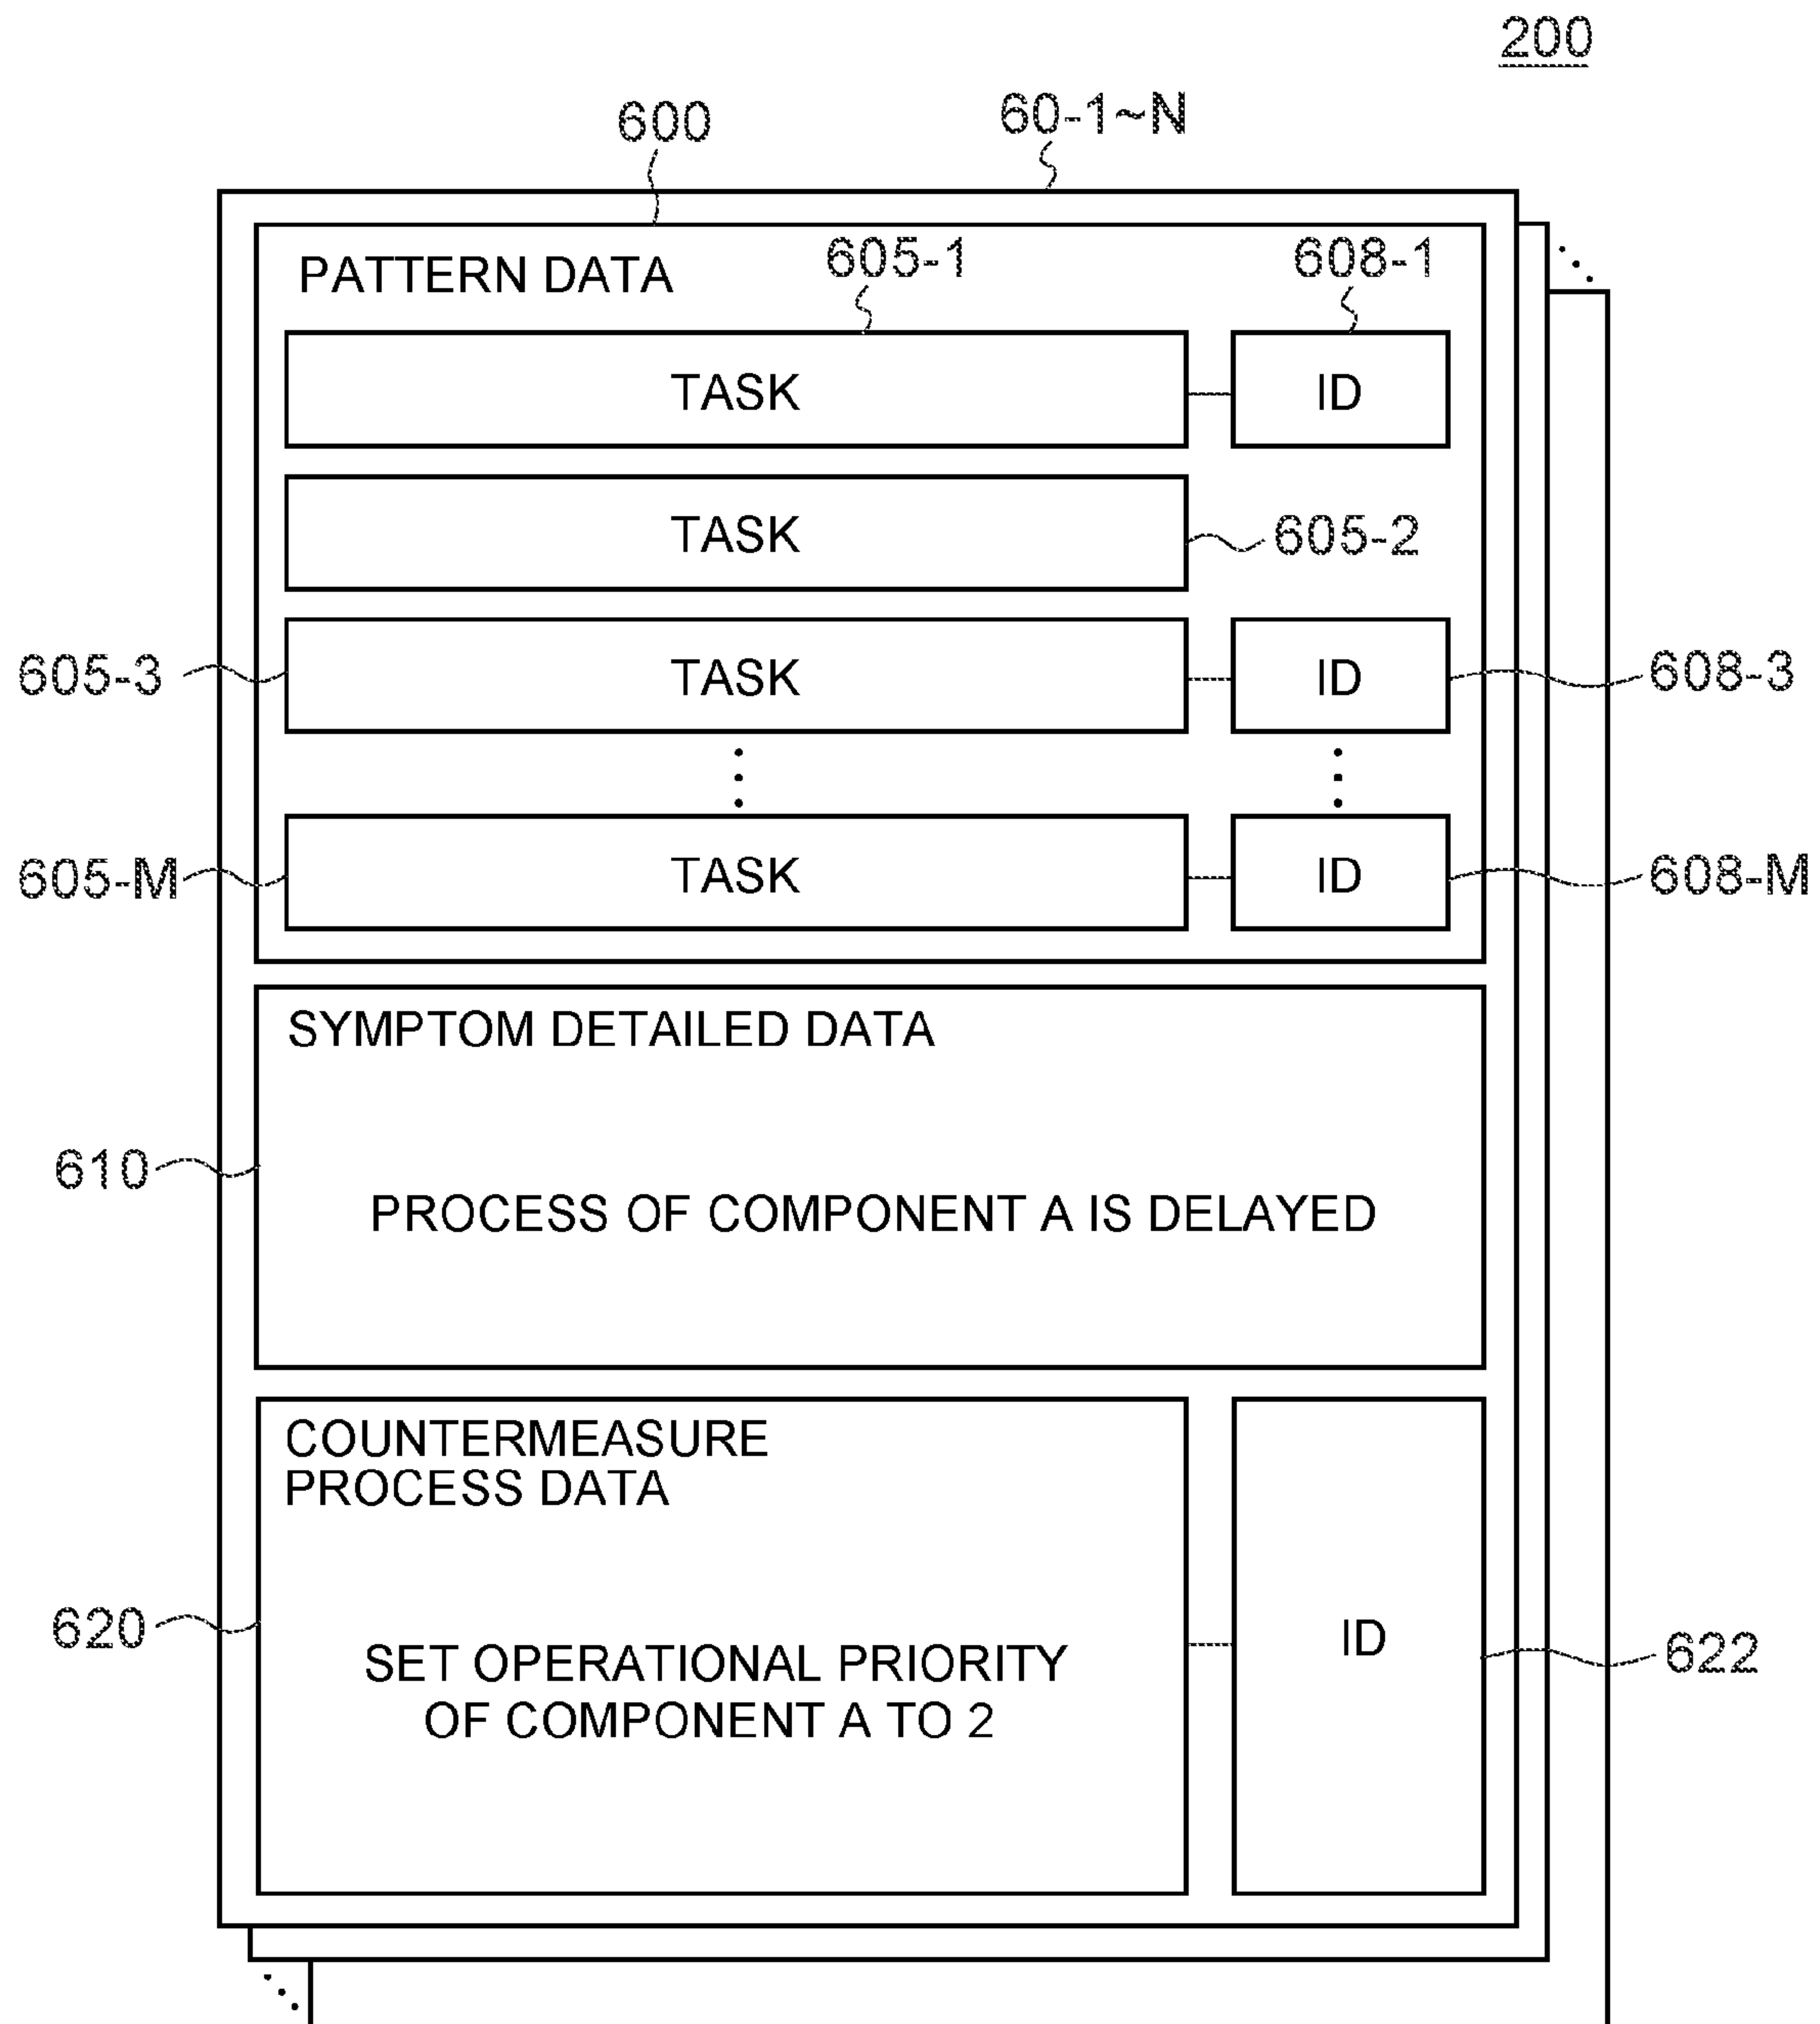 200
600
60-1~N
PATTERN DATA
605-1
608-1
TASK
ID
TASK
605-2
605-3
TASK
ID
608-3
605-M
TASK
ID
608-M
SYMPTOM DETAILED DATA
610
PROCESS OF COMPONENT A IS DELAYED
COUNTERMEASURE
PROCESS DATA
620
SET OPERATIONAL PRIORITY
OF COMPONENT A TO 2
ID
622